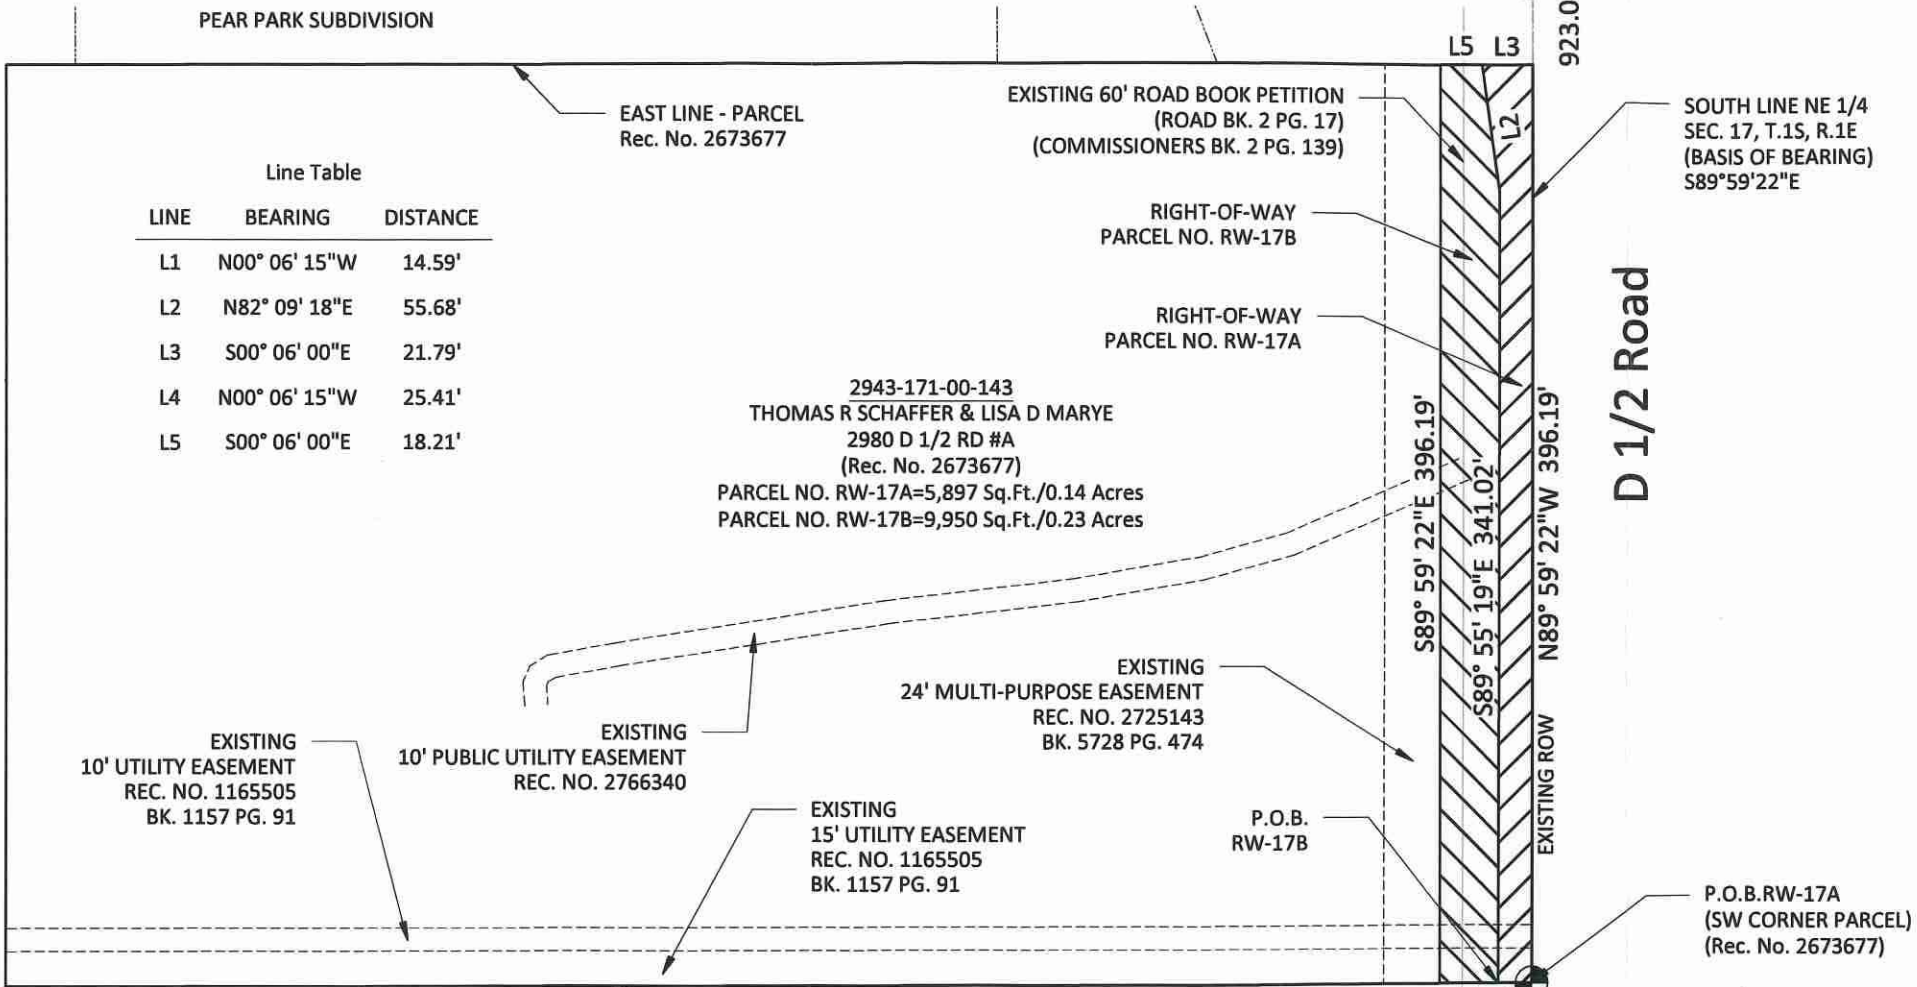 PEAR PARK SUBDIVISION
923.0
L5 L3
EAST LINE - PARCEL
Rec. No. 2673677
EXISTING 60' ROAD BOOK PETITION
(ROAD BK. 2 PG. 17)
(COMMISSIONERS BK. 2 PG. 139)
L2
SOUTH LINE NE 1/4
SEC. 17, T.1S, R.1E
(BASIS OF BEARING)
S89°59'22"E
Line Table
LINE BEARING DISTANCE
L1 N00° 06' 15"W 14.59'
L2 N82° 09' 18"E 55.68'
L3 S00° 06' 00"E 21.79'
L4 N00° 06' 15"W 25.41'
L5 S00° 06' 00"E 18.21'
RIGHT-OF-WAY
PARCEL NO. RW-17B
RIGHT-OF-WAY
PARCEL NO. RW-17A
2943-171-00-143
THOMAS R SCHAFFER & LISA D MARYE
2980 D 1/2 RD #A
(Rec. No. 2673677)
PARCEL NO. RW-17A=5,897 Sq.Ft./0.14 Acres
PARCEL NO. RW-17B=9,950 Sq.Ft./0.23 Acres
S89° 59' 22"E 396.19'
S89° 55' 19"E 341.02'
N89° 59' 22"W 396.19'
D 1/2 Road
EXISTING
10' UTILITY EASEMENT
REC. NO. 1165505
BK. 1157 PG. 91
EXISTING
10' PUBLIC UTILITY EASEMENT
REC. NO. 2766340
EXISTING
24' MULTI-PURPOSE EASEMENT
REC. NO. 2725143
BK. 5728 PG. 474
EXISTING
15' UTILITY EASEMENT
REC. NO. 1165505
BK. 1157 PG. 91
P.O.B.
RW-17B
EXISTING ROW
P.O.B.RW-17A
(SW CORNER PARCEL)
(Rec. No. 2673677)